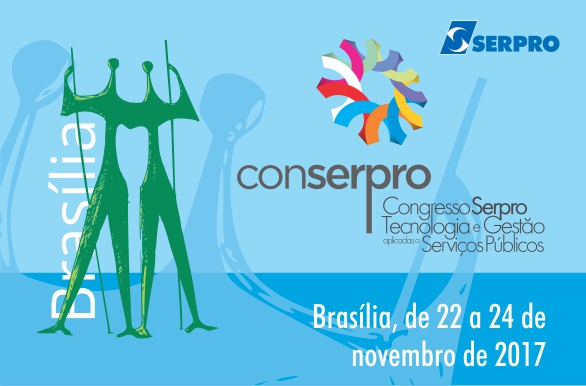 SERPRO
Brasília
conserpro
Congresso Serpro
Tecnologia e Gestão
aplicadas a Serviços Públicos
Brasília, de 22 a 24 de
novembro de 2017